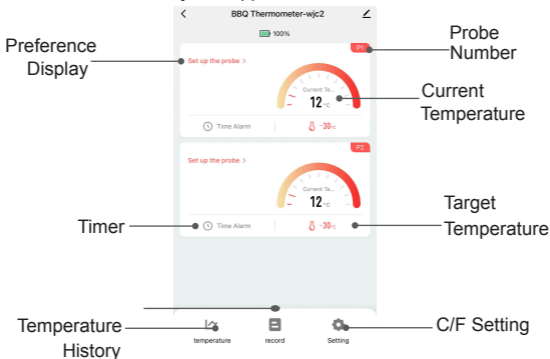 BBQ Thermometer-wjc2
100%
Preference
Display
Set up the probe >
P1
Probe
Number
Current Te...
12 °C
Current
Temperature
Time Alarm
-30°C
Set up the probe >
P2
Current Te...
12 °C
Timer
Time Alarm
-30°C
Target
Temperature
Temperature
History
temperature
record
Setting
C/F Setting